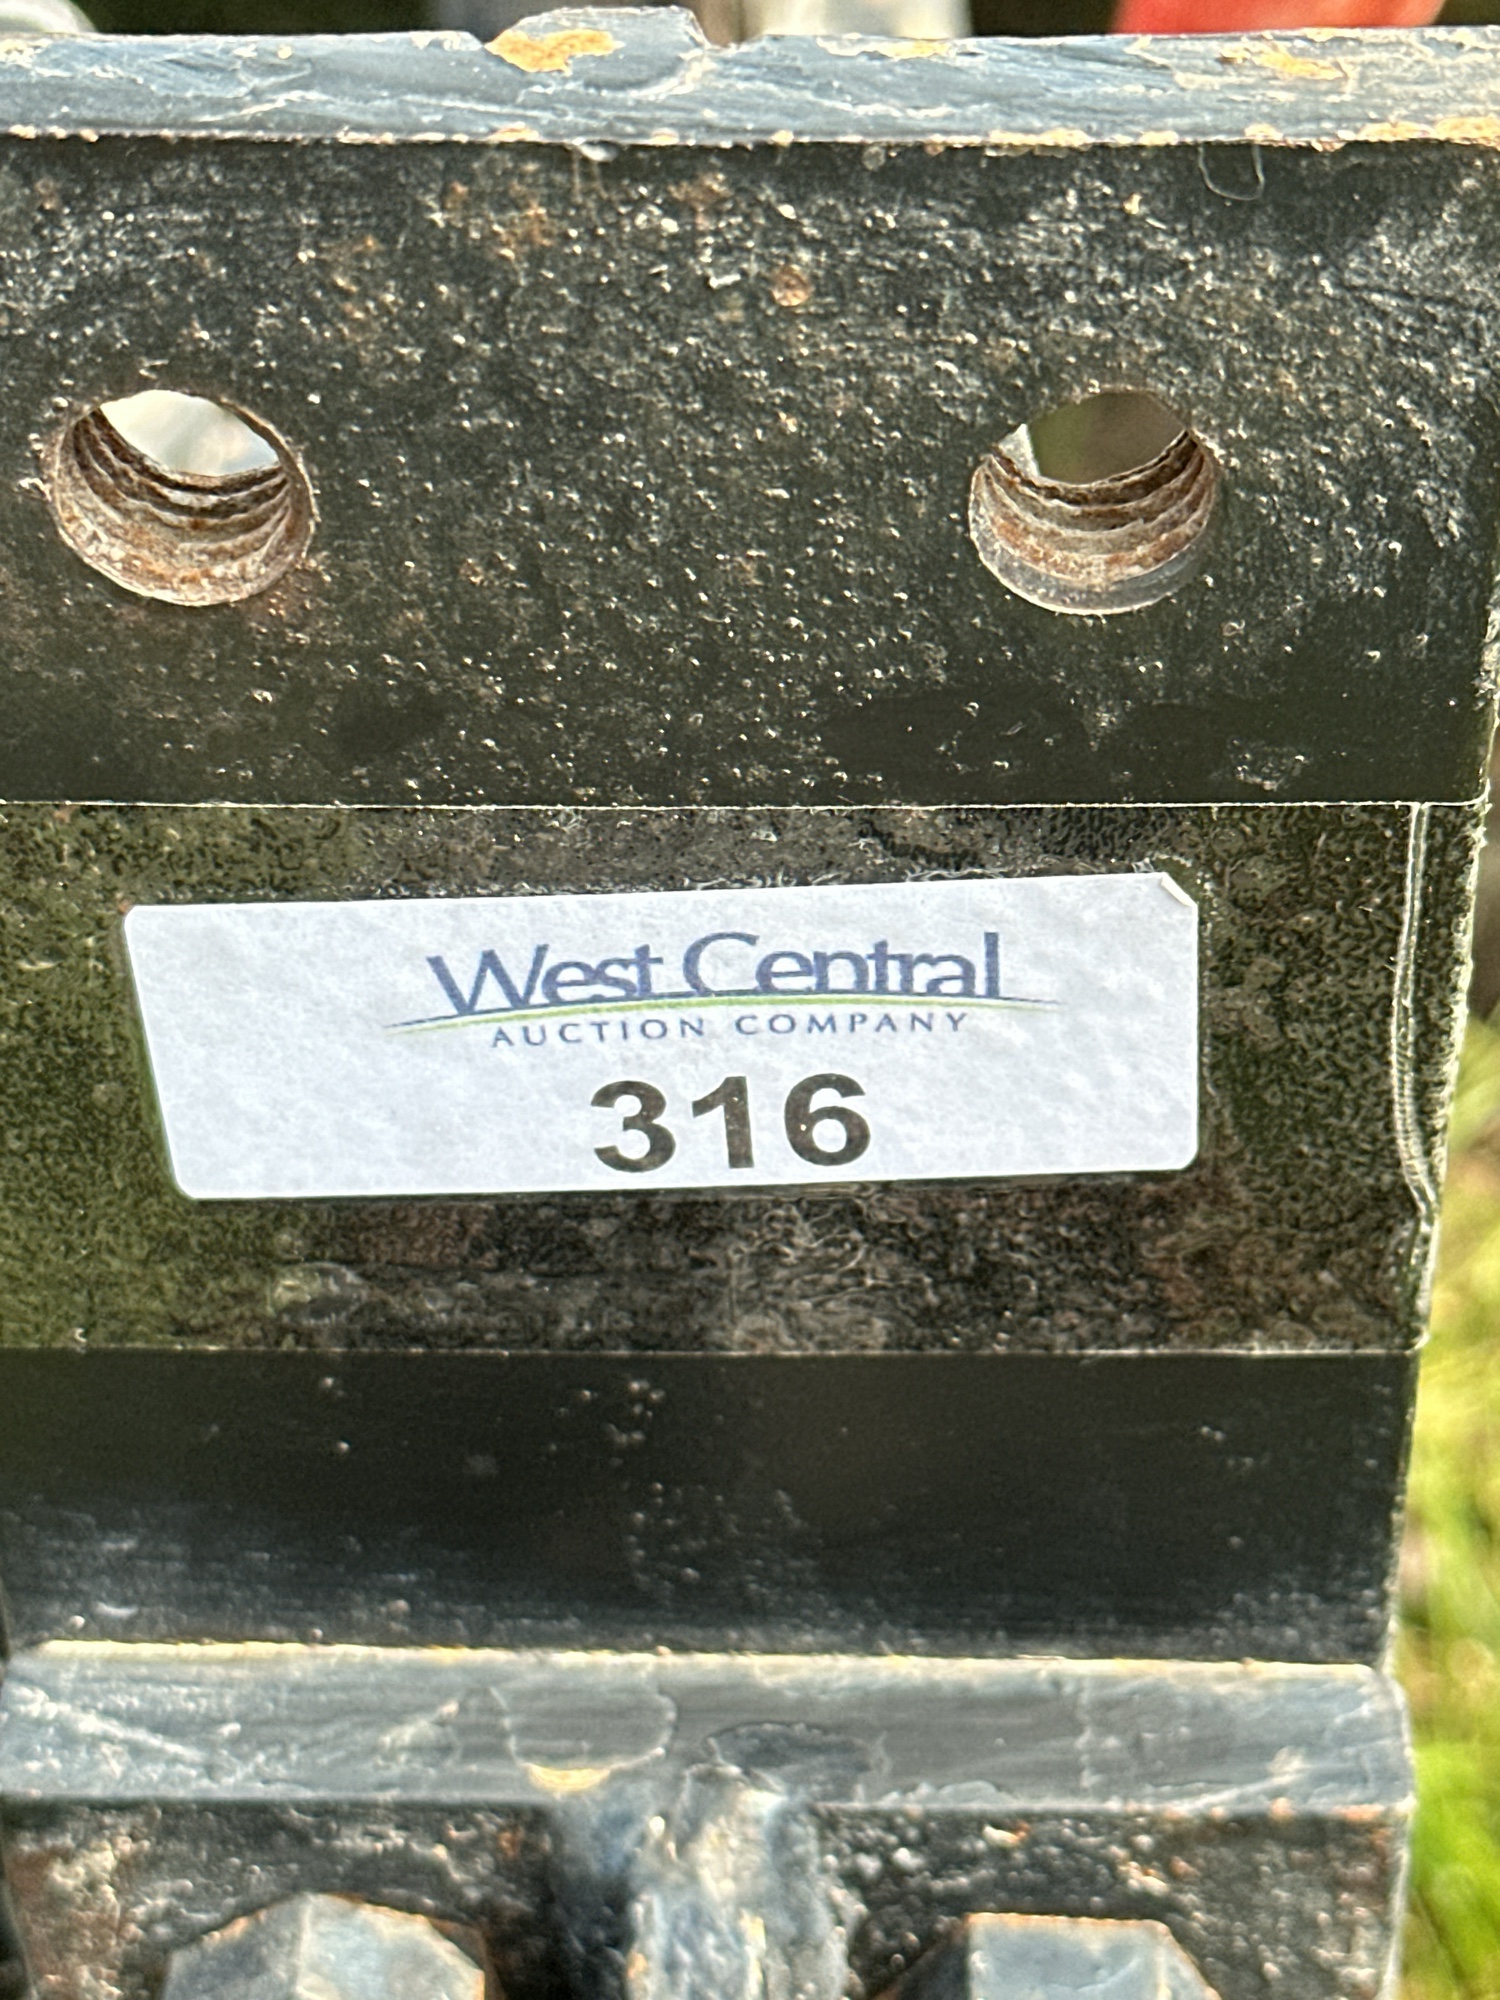 West Central
AUCTION COMPANY
316